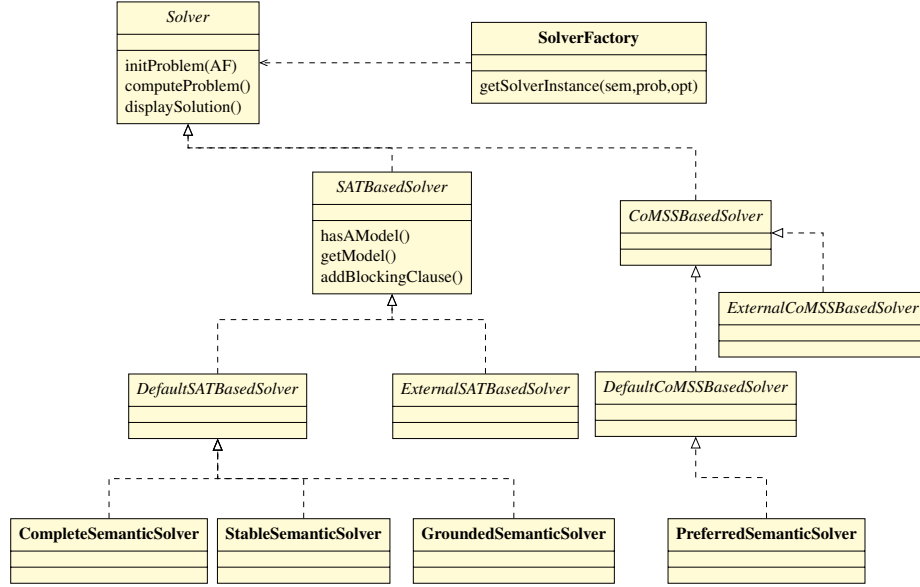 Solver
initProblem(AF)
computeProblem()
displaySolution()
SolverFactory
getSolverInstance(sem,prob,opt)
SATBasedSolver
hasAModel()
getModel()
addBlockingClause()
CoMSSBasedSolver
ExternalCoMSSBasedSolver
DefaultSATBasedSolver
ExternalSATBasedSolver
DefaultCoMSSBasedSolver
CompleteSemanticSolver
StableSemanticSolver
GroundedSemanticSolver
PreferredSemanticSolver